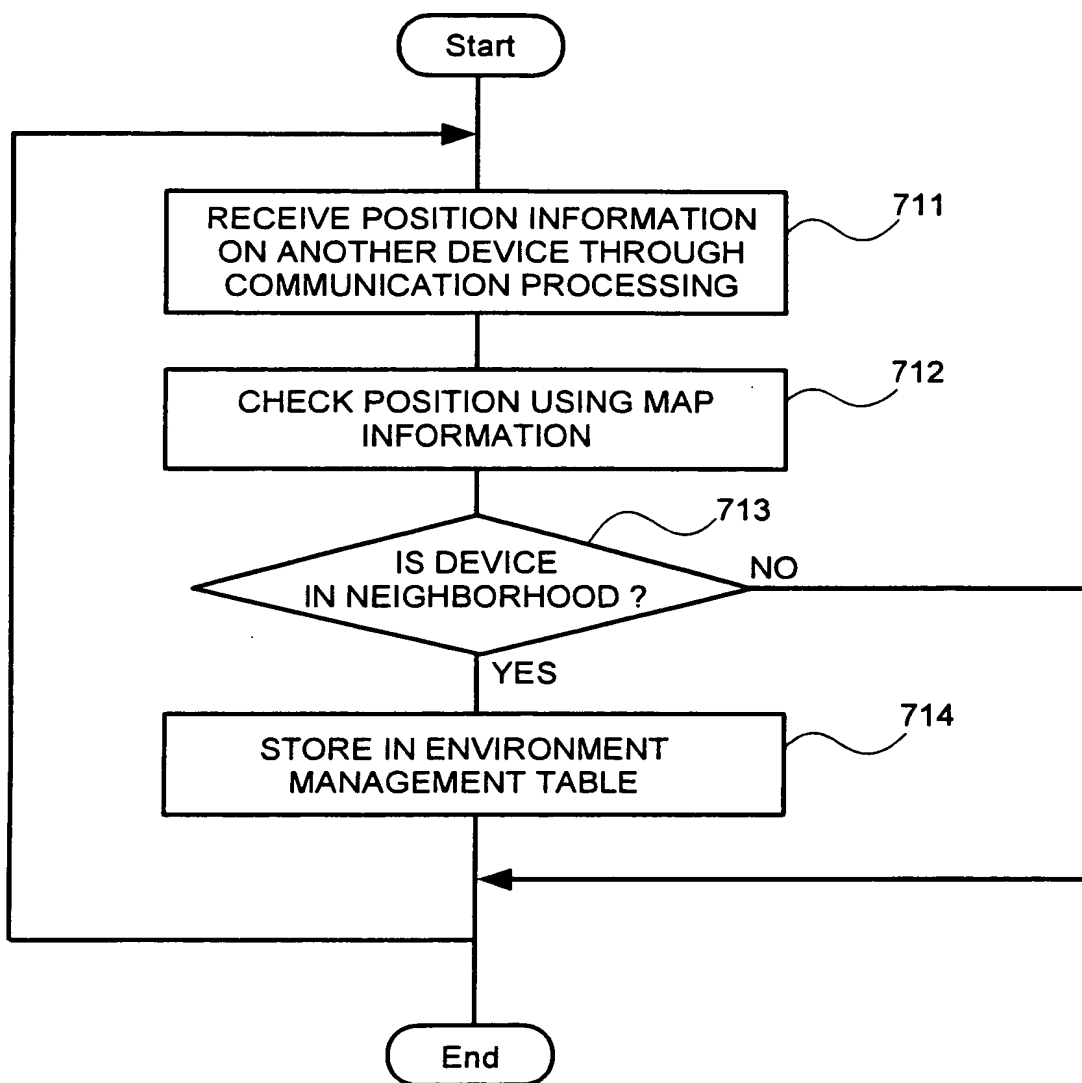 Start
RECEIVE POSITION INFORMATION
ON ANOTHER DEVICE THROUGH
COMMUNICATION PROCESSING
711
CHECK POSITION USING MAP
INFORMATION
712
713
IS DEVICE
IN NEIGHBORHOOD ?
NO
YES
STORE IN ENVIRONMENT
MANAGEMENT TABLE
714
End